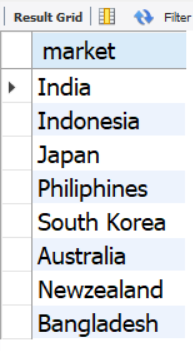 Result Grid Filter
market
India
Indonesia
Japan
Philiphines
South Korea
Australia
Newzealand
Bangladesh